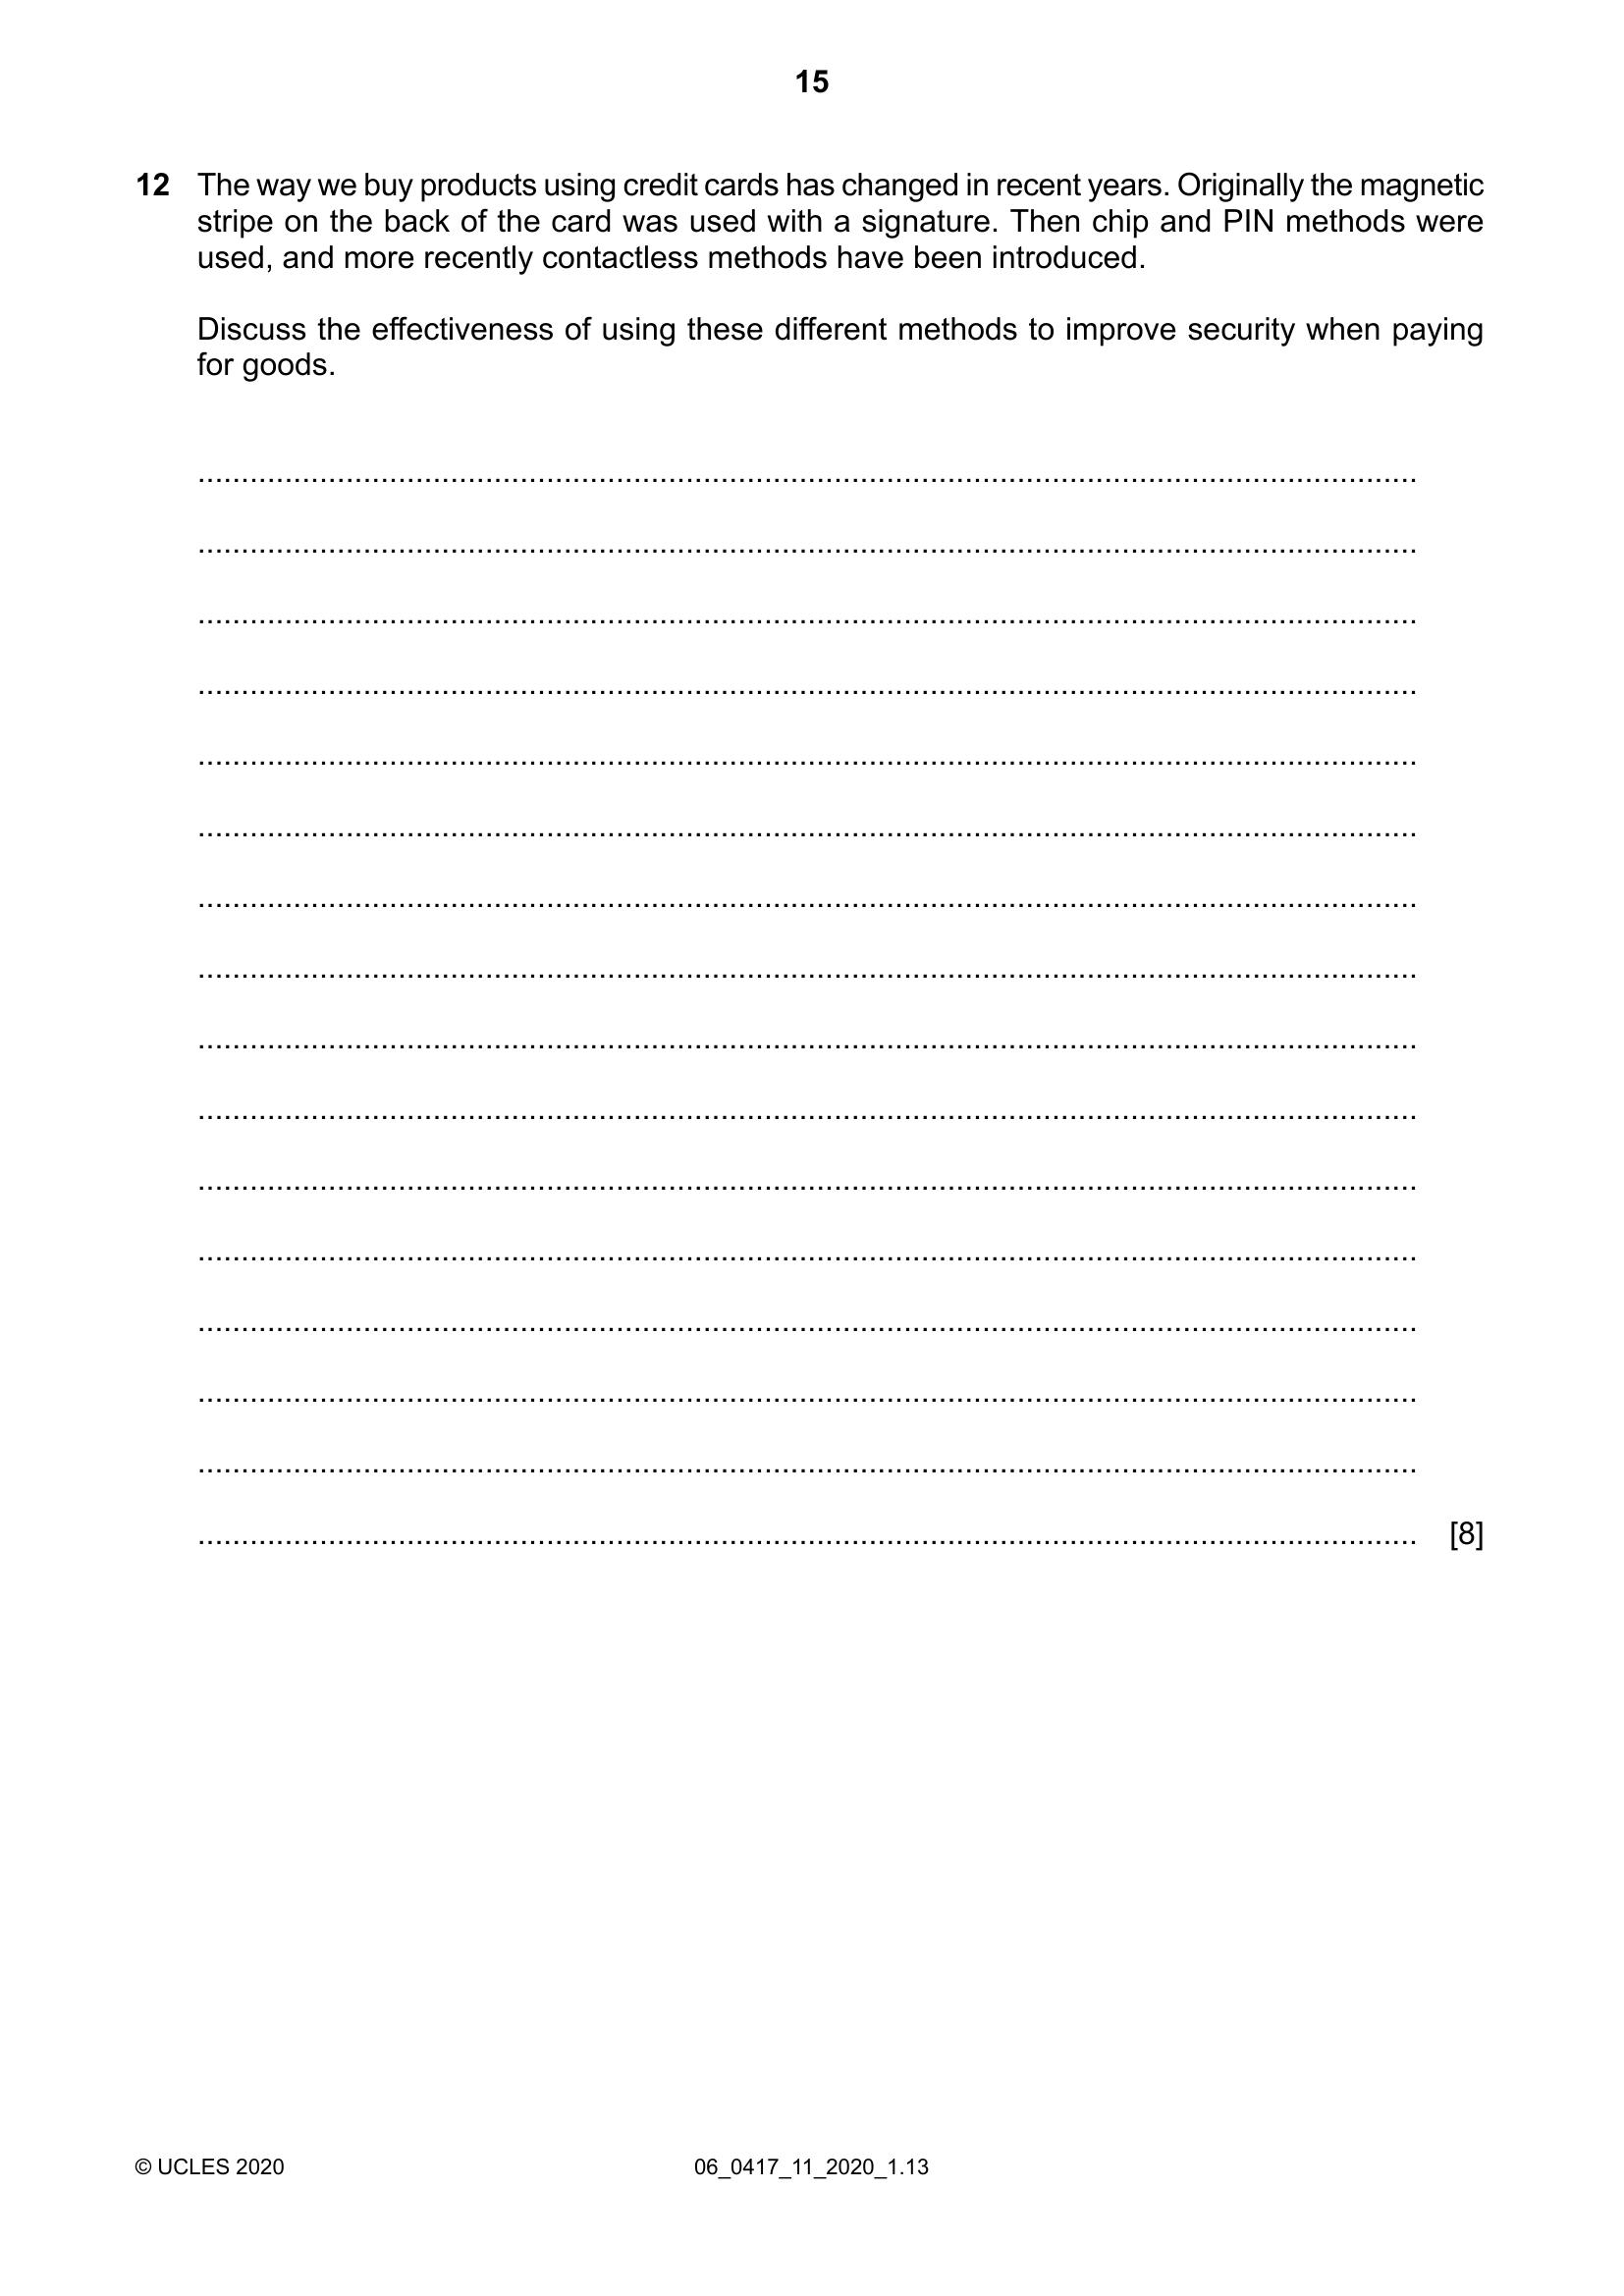 15
12 The way we buy products using credit cards has changed in recent years. Originally the magnetic
stripe on the back of the card was used with a signature. Then chip and PIN methods were
used, and more recently contactless methods have been introduced.
Discuss the effectiveness of using these different methods to improve security when paying
for goods.
[8]
© UCLES 2020 06_0417_11_2020_1.13